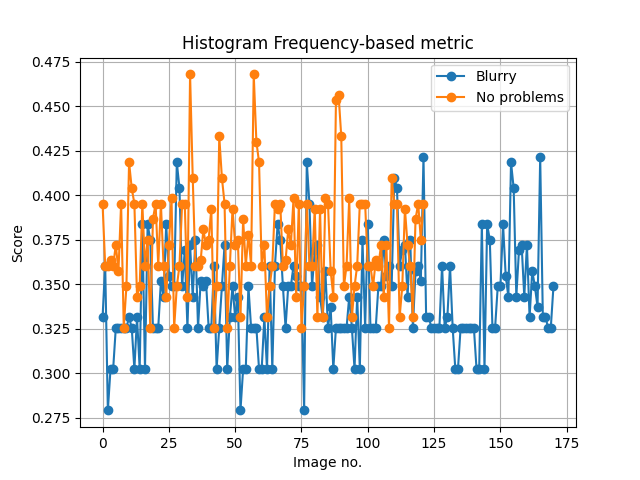 Histogram Frequency-based metric
Blurry
No problems
0.475
0.450
0.425
0.400
0.375
0.350
0.325
0.300
0.275
Score
0 25 50 75 100 125 150 175
Image no.